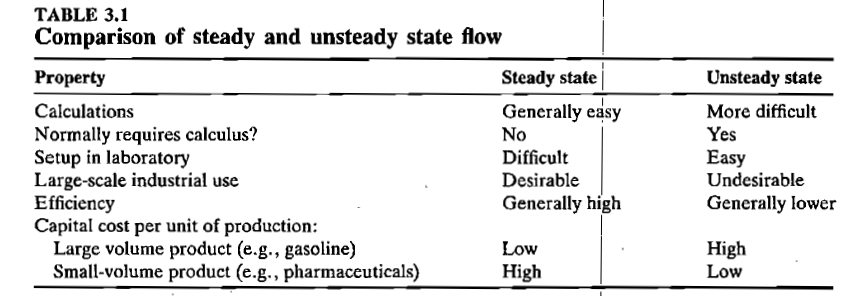 TABLE 3.1
Comparison of steady and unsteady state flow
Property Steady state Unsteady state
Calculations Generally easy More difficult
Normally requires calculus? No Yes
Setup in laboratory Difficult Easy
Large-scale industrial use Desirable Undesirable
Efficiency Generally high Generally lower
Capital cost per unit of production:
Large volume product (e.g., gasoline) Low High
Small-volume product (e.g., pharmaceuticals) High Low